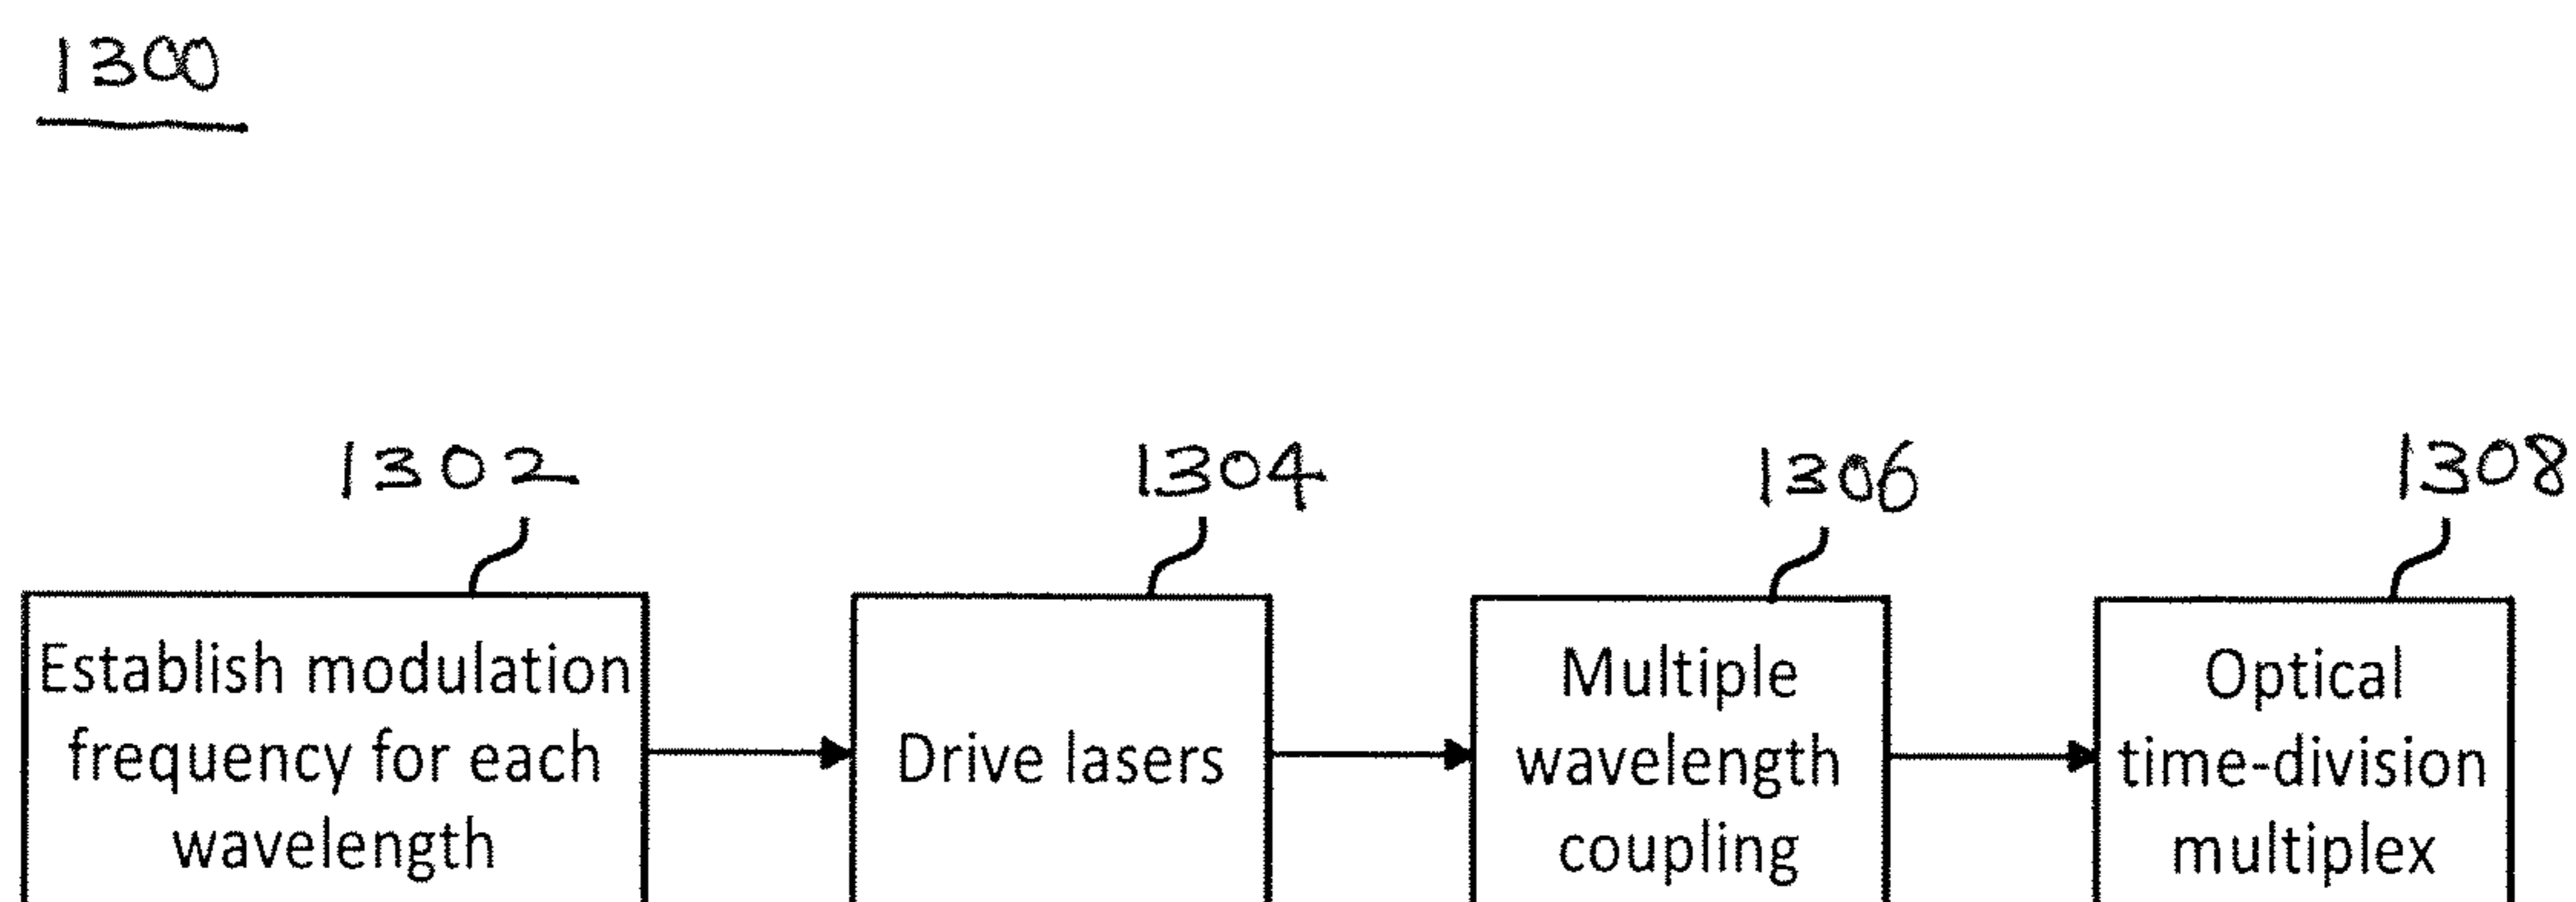 1300
1302
1304
1306
1308
Establish modulation
frequency for each
wavelength
Drive lasers
Multiple
wavelength
coupling
Optical
time-division
multiplex